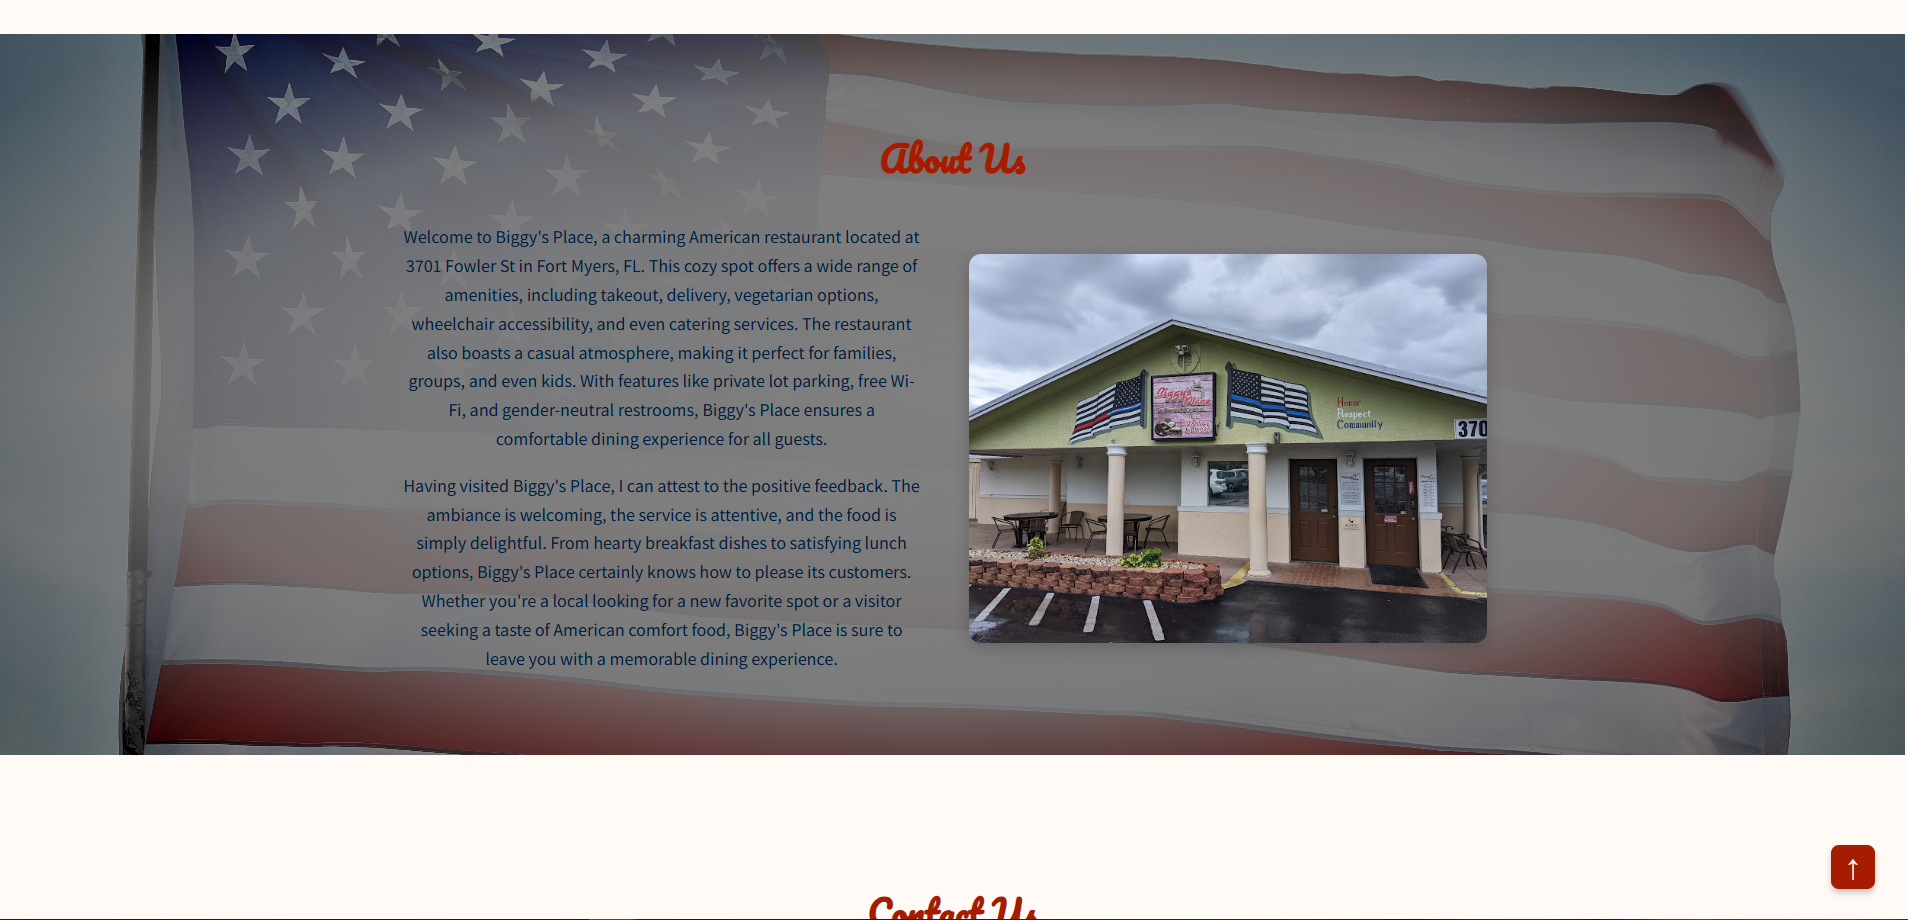 About Us
Welcome to Biggy's Place, a charming American restaurant located at
3701 Fowler St in Fort Myers, FL. This cozy spot offers a wide range of
amenities, including takeout, delivery, vegetarian options,
wheelchair accessibility, and even catering services. The restaurant
also boasts a casual atmosphere, making it perfect for families,
groups, and even kids. With features like private lot parking, free Wi-
Fi, and gender-neutral restrooms, Biggy's Place ensures a
comfortable dining experience for all guests.
Having visited Biggy's Place, I can attest to the positive feedback. The
ambiance is welcoming, the service is attentive, and the food is
simply delightful. From hearty breakfast dishes to satisfying lunch
options, Biggy's Place certainly knows how to please its customers.
Whether you're a local looking for a new favorite spot or a visitor
seeking a taste of American comfort food, Biggy's Place is sure to
leave you with a memorable dining experience.
Biggy's
Place
Honor
Respect
Community
370
↑
Contact Us